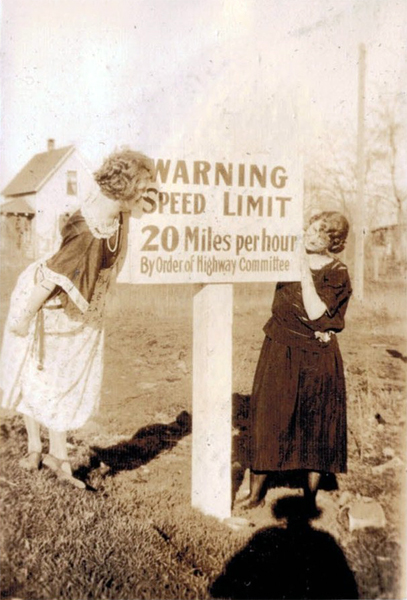 WARNING
SPEED LIMIT
20 Miles per hour
By Order of Highway Committee